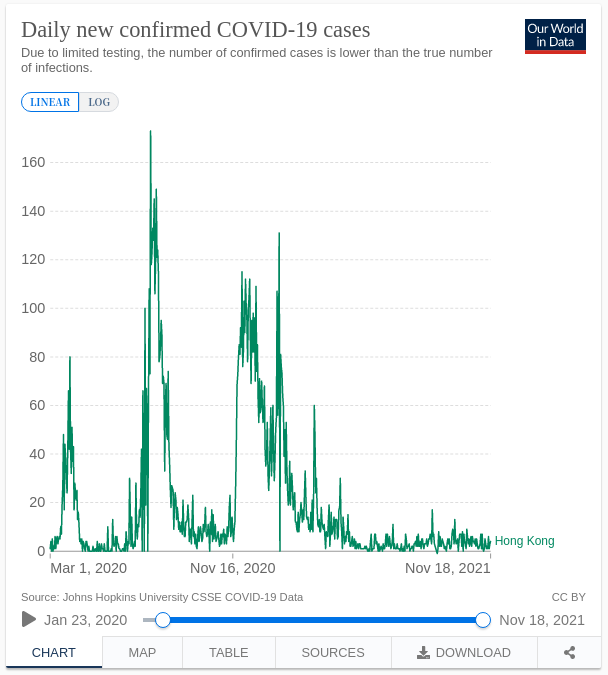 Daily new confirmed COVID-19 cases
Our World
in Data
Due to limited testing, the number of confirmed cases is lower than the true number
of infections.
LINEAR LOG
160
140
120
100
80
60
40
20
0
Hong Kong
Mar 1, 2020 Nov 16, 2020 Nov 18, 2021
Source: Johns Hopkins University CSSE COVID-19 Data CC BY
Jan 23, 2020 Nov 18, 2021
CHART MAP TABLE SOURCES DOWNLOAD